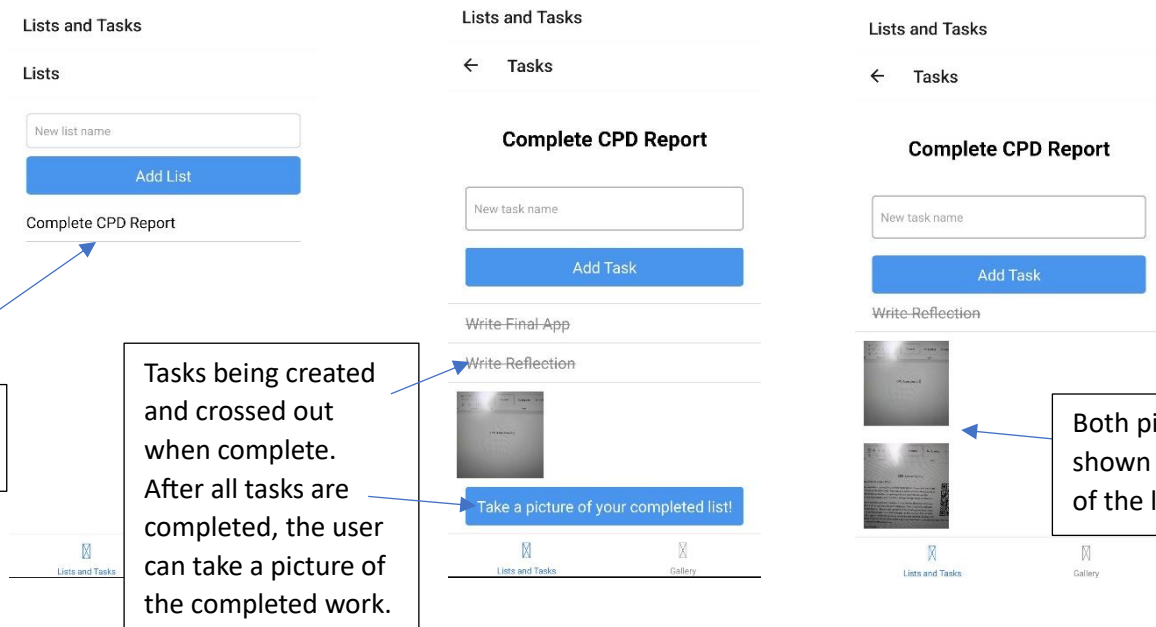 Lists and Tasks
Lists
New list name
Add List
Complete CPD Report
Lists and Tasks
Tasks being created
and crossed out
when complete.
After all tasks are
completed, the user
can take a picture of
the completed work.
Lists and Tasks
Tasks
Complete CPD Report
New task name
Add Task
Write Final App
Write Reflection
Take a picture of your completed list!
Lists and Tasks
Gallery
Lists and Tasks
Tasks
Complete CPD Report
New task name
Add Task
Write Reflection
Both pi
shown
of the l
Lists and Tasks
Gallery